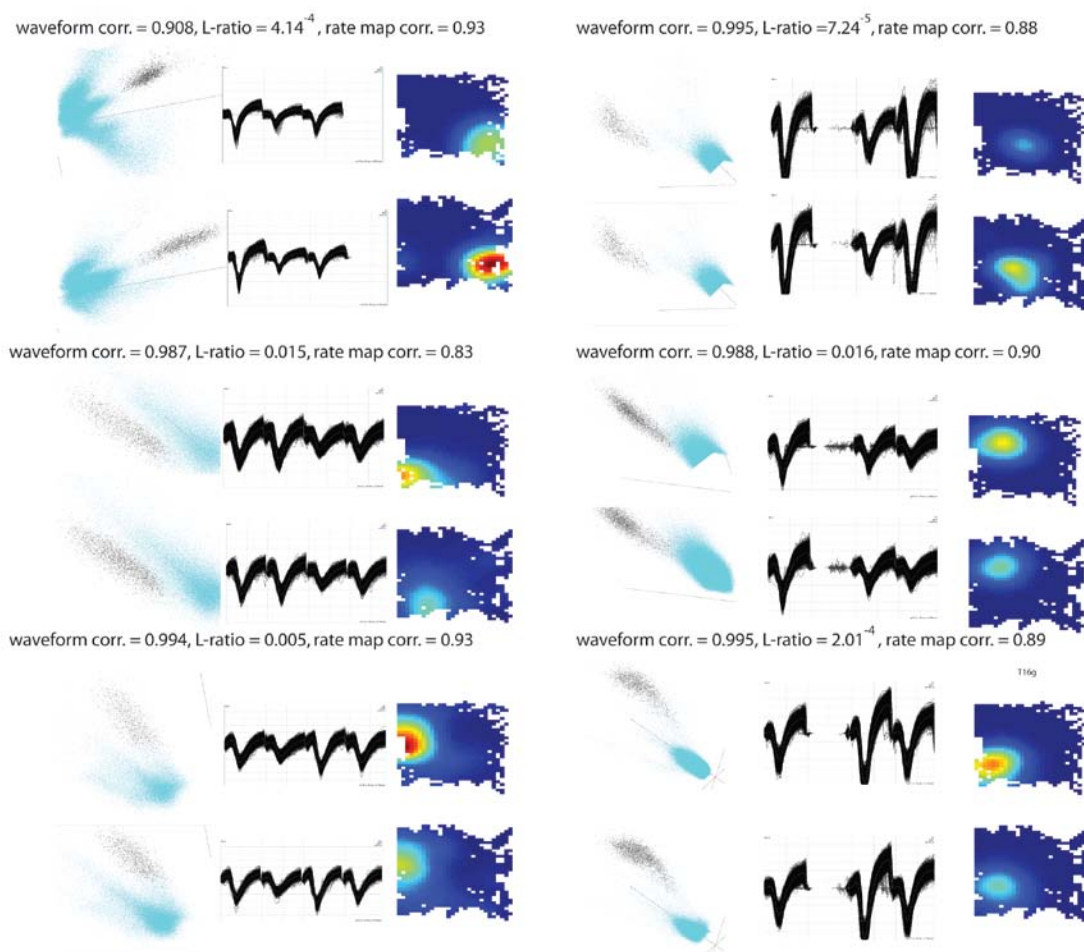 waveform corr. = 0.908, L-ratio = 4.14⁻⁴, rate map corr. = 0.93
waveform corr. = 0.995, L-ratio =7.24⁻⁵, rate map corr. = 0.88
waveform corr. = 0.987, L-ratio = 0.015, rate map corr. = 0.83
waveform corr. = 0.988, L-ratio = 0.016, rate map corr. = 0.90
waveform corr. = 0.994, L-ratio = 0.005, rate map corr. = 0.93
waveform corr. = 0.995, L-ratio = 2.01⁻⁴, rate map corr. = 0.89
T16g